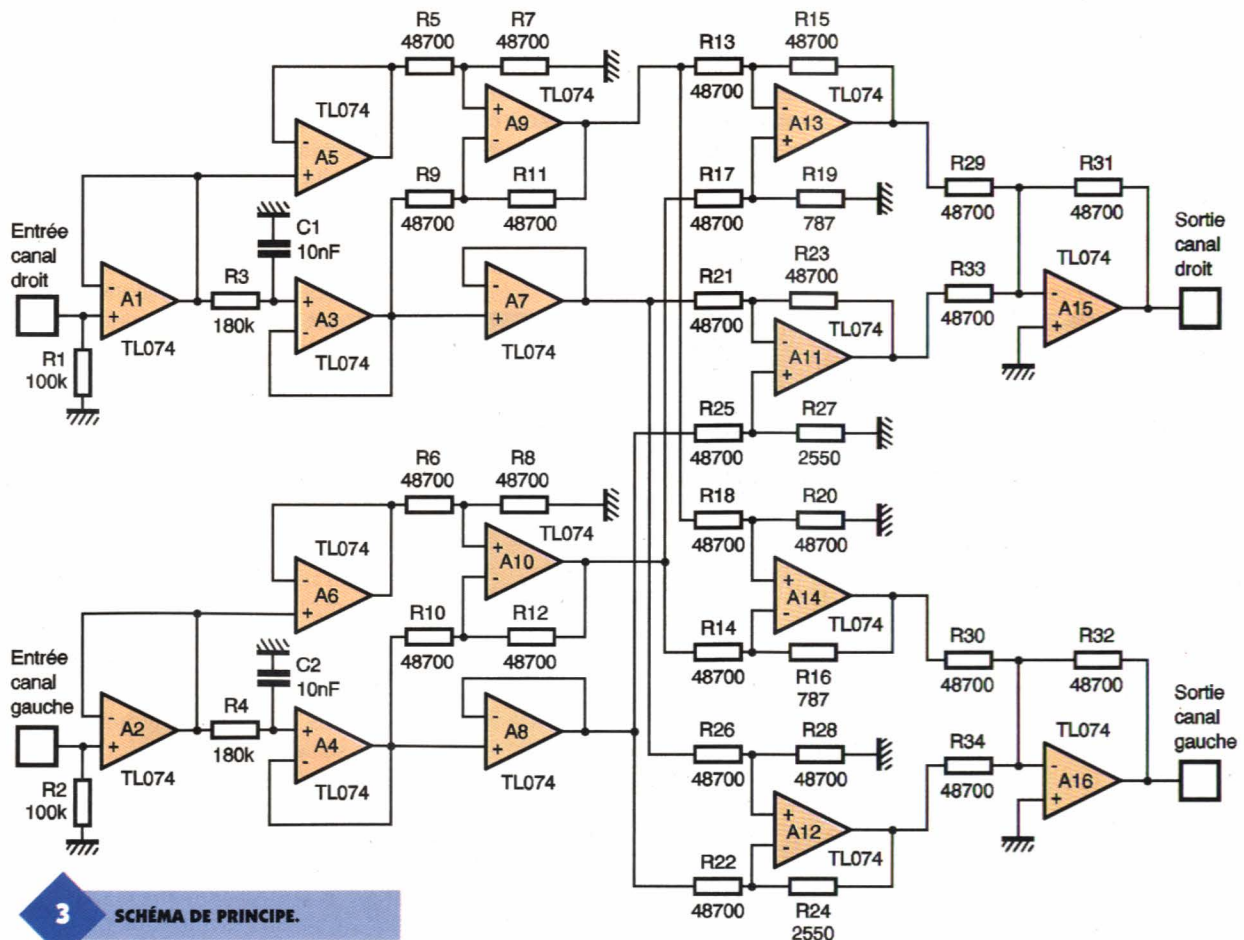 R5
48700
R7
48700
R13
48700
R15
48700
TL074
A5
+
-
TL074
A9
+
-
TL074
A13
-
+
R9
48700
R11
48700
R17
48700
R19
787
R29
48700
R31
48700
Entrée
canal
droit
C1
10nF
R3
180k
A1
-
+
TL074
R1
100k
A3
+
-
TL074
A7
-
+
TL074
R21
48700
R23
48700
TL074
A11
-
+
R33
48700
TL074
A15
-
+
Sortie
canal
droit
R25
48700
R27
2550
R6
48700
R8
48700
TL074
A6
-
+
TL074
A10
+
-
R10
48700
R12
48700
R18
48700
R20
48700
A14
+
-
TL074
R14
48700
R16
787
R30
48700
R32
48700
Entrée
canal
gauche
C2
10nF
R4
180k
A2
-
+
TL074
R2
100k
A4
+
-
TL074
A8
-
+
TL074
R26
48700
R28
48700
R34
48700
TL074
A16
-
+
Sortie
canal
gauche
A12
+
-
TL074
R22
48700
R24
2550
3 SCHÉMA DE PRINCIPE.